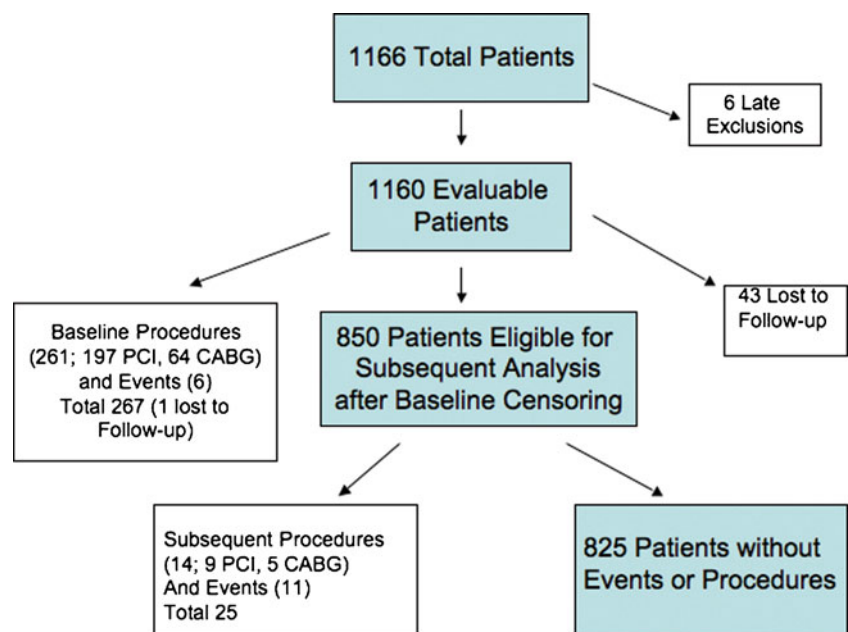 1166 Total Patients
6 Late
Exclusions
1160 Evaluable
Patients
43 Lost to
Follow-up
Baseline Procedures
(261; 197 PCI, 64 CABG)
and Events (6)
Total 267 (1 lost to
Follow-up)
850 Patients Eligible for
Subsequent Analysis
after Baseline Censoring
Subsequent Procedures
(14; 9 PCI, 5 CABG)
And Events (11)
Total 25
825 Patients without
Events or Procedures